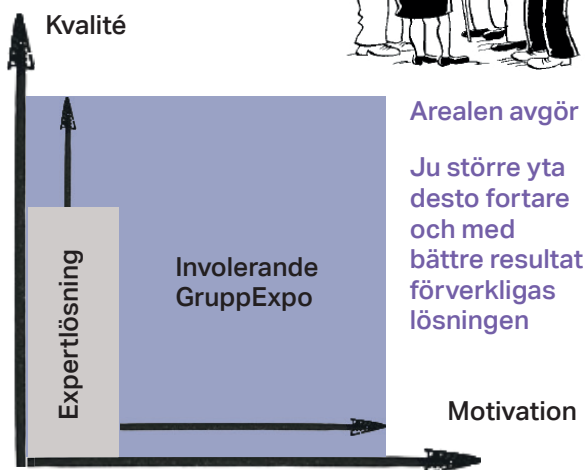 Kvalité
Arealen avgör
Ju större yta
desto fortare
och med
bättre resultat
förverkligas
lösningen
Expertlösning
Involerande
GruppExpo
Motivation